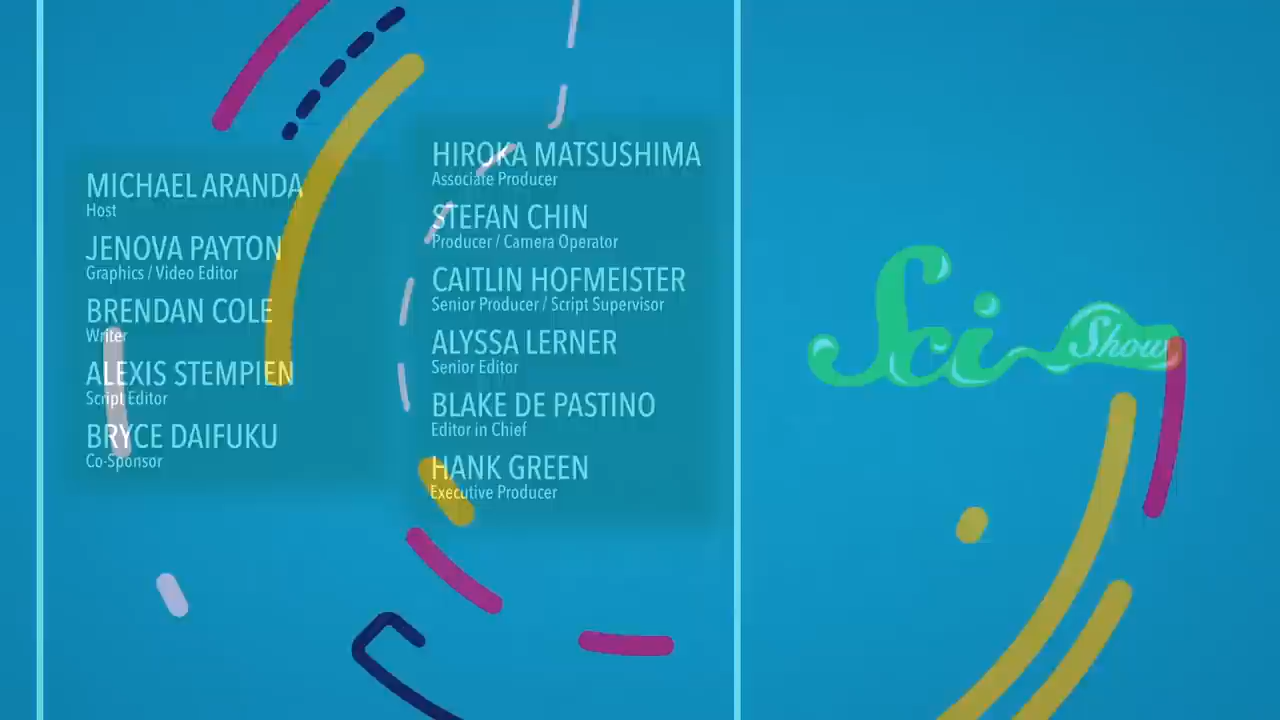 MICHAEL ARANDA
Host
JENOVA PAYTON
Graphics / Video Editor
BRENDAN COLE
Writer
ALEXIS STEMPIEN
Script Editor
BRYCE DAIFUKU
Co-Sponsor
HIROKA MATSUSHIMA
Associate Producer
STEFAN CHIN
Producer / Camera Operator
CAITLIN HOFMEISTER
Senior Producer / Script Supervisor
ALYSSA LERNER
Senior Editor
BLAKE DE PASTINO
Editor in Chief
HANK GREEN
Executive Producer
Sci Show